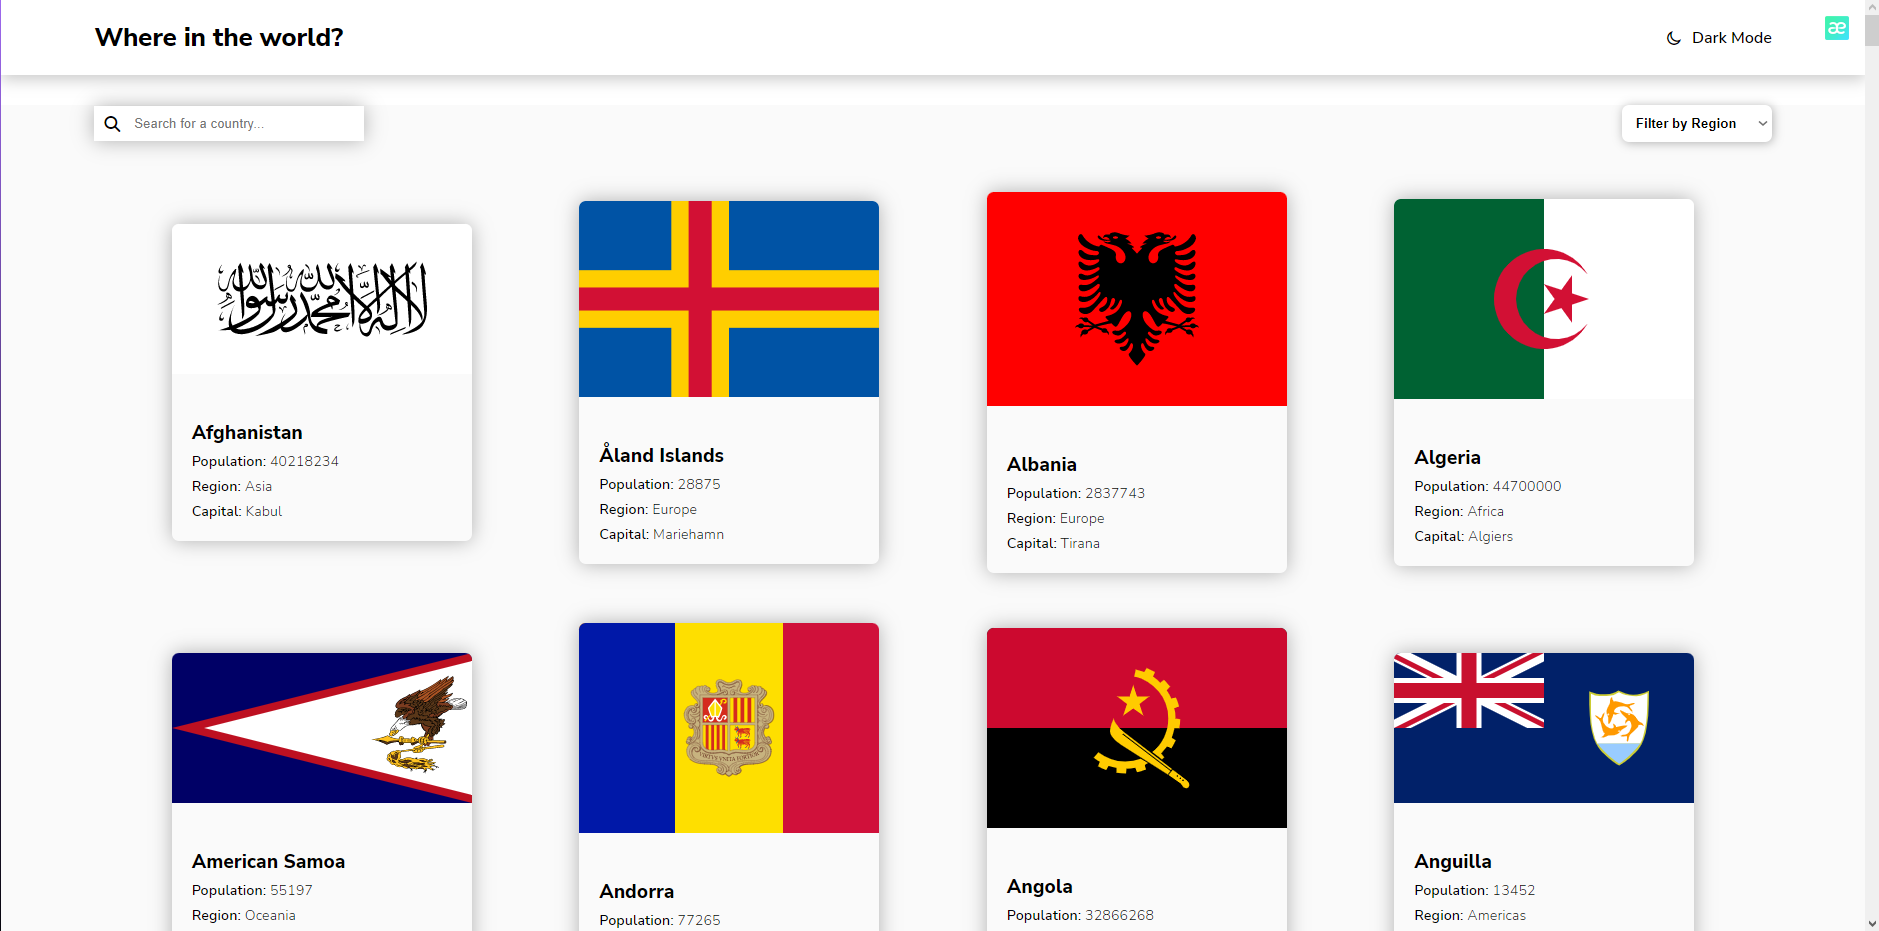 Where in the world?
Dark Mode
æ
Search for a country...
Filter by Region
لا إله إلا الله محمد رسول الله
Afghanistan
Population: 40218234
Region: Asia
Capital: Kabul
Åland Islands
Population: 28875
Region: Europe
Capital: Mariehamn
Albania
Population: 2837743
Region: Europe
Capital: Tirana
Algeria
Population: 44700000
Region: Africa
Capital: Algiers
VIRTVS VNITA FORTIOR
American Samoa
Population: 55197
Region: Oceania
Andorra
Population: 77265
Angola
Population: 32866268
Anguilla
Population: 13452
Region: Americas